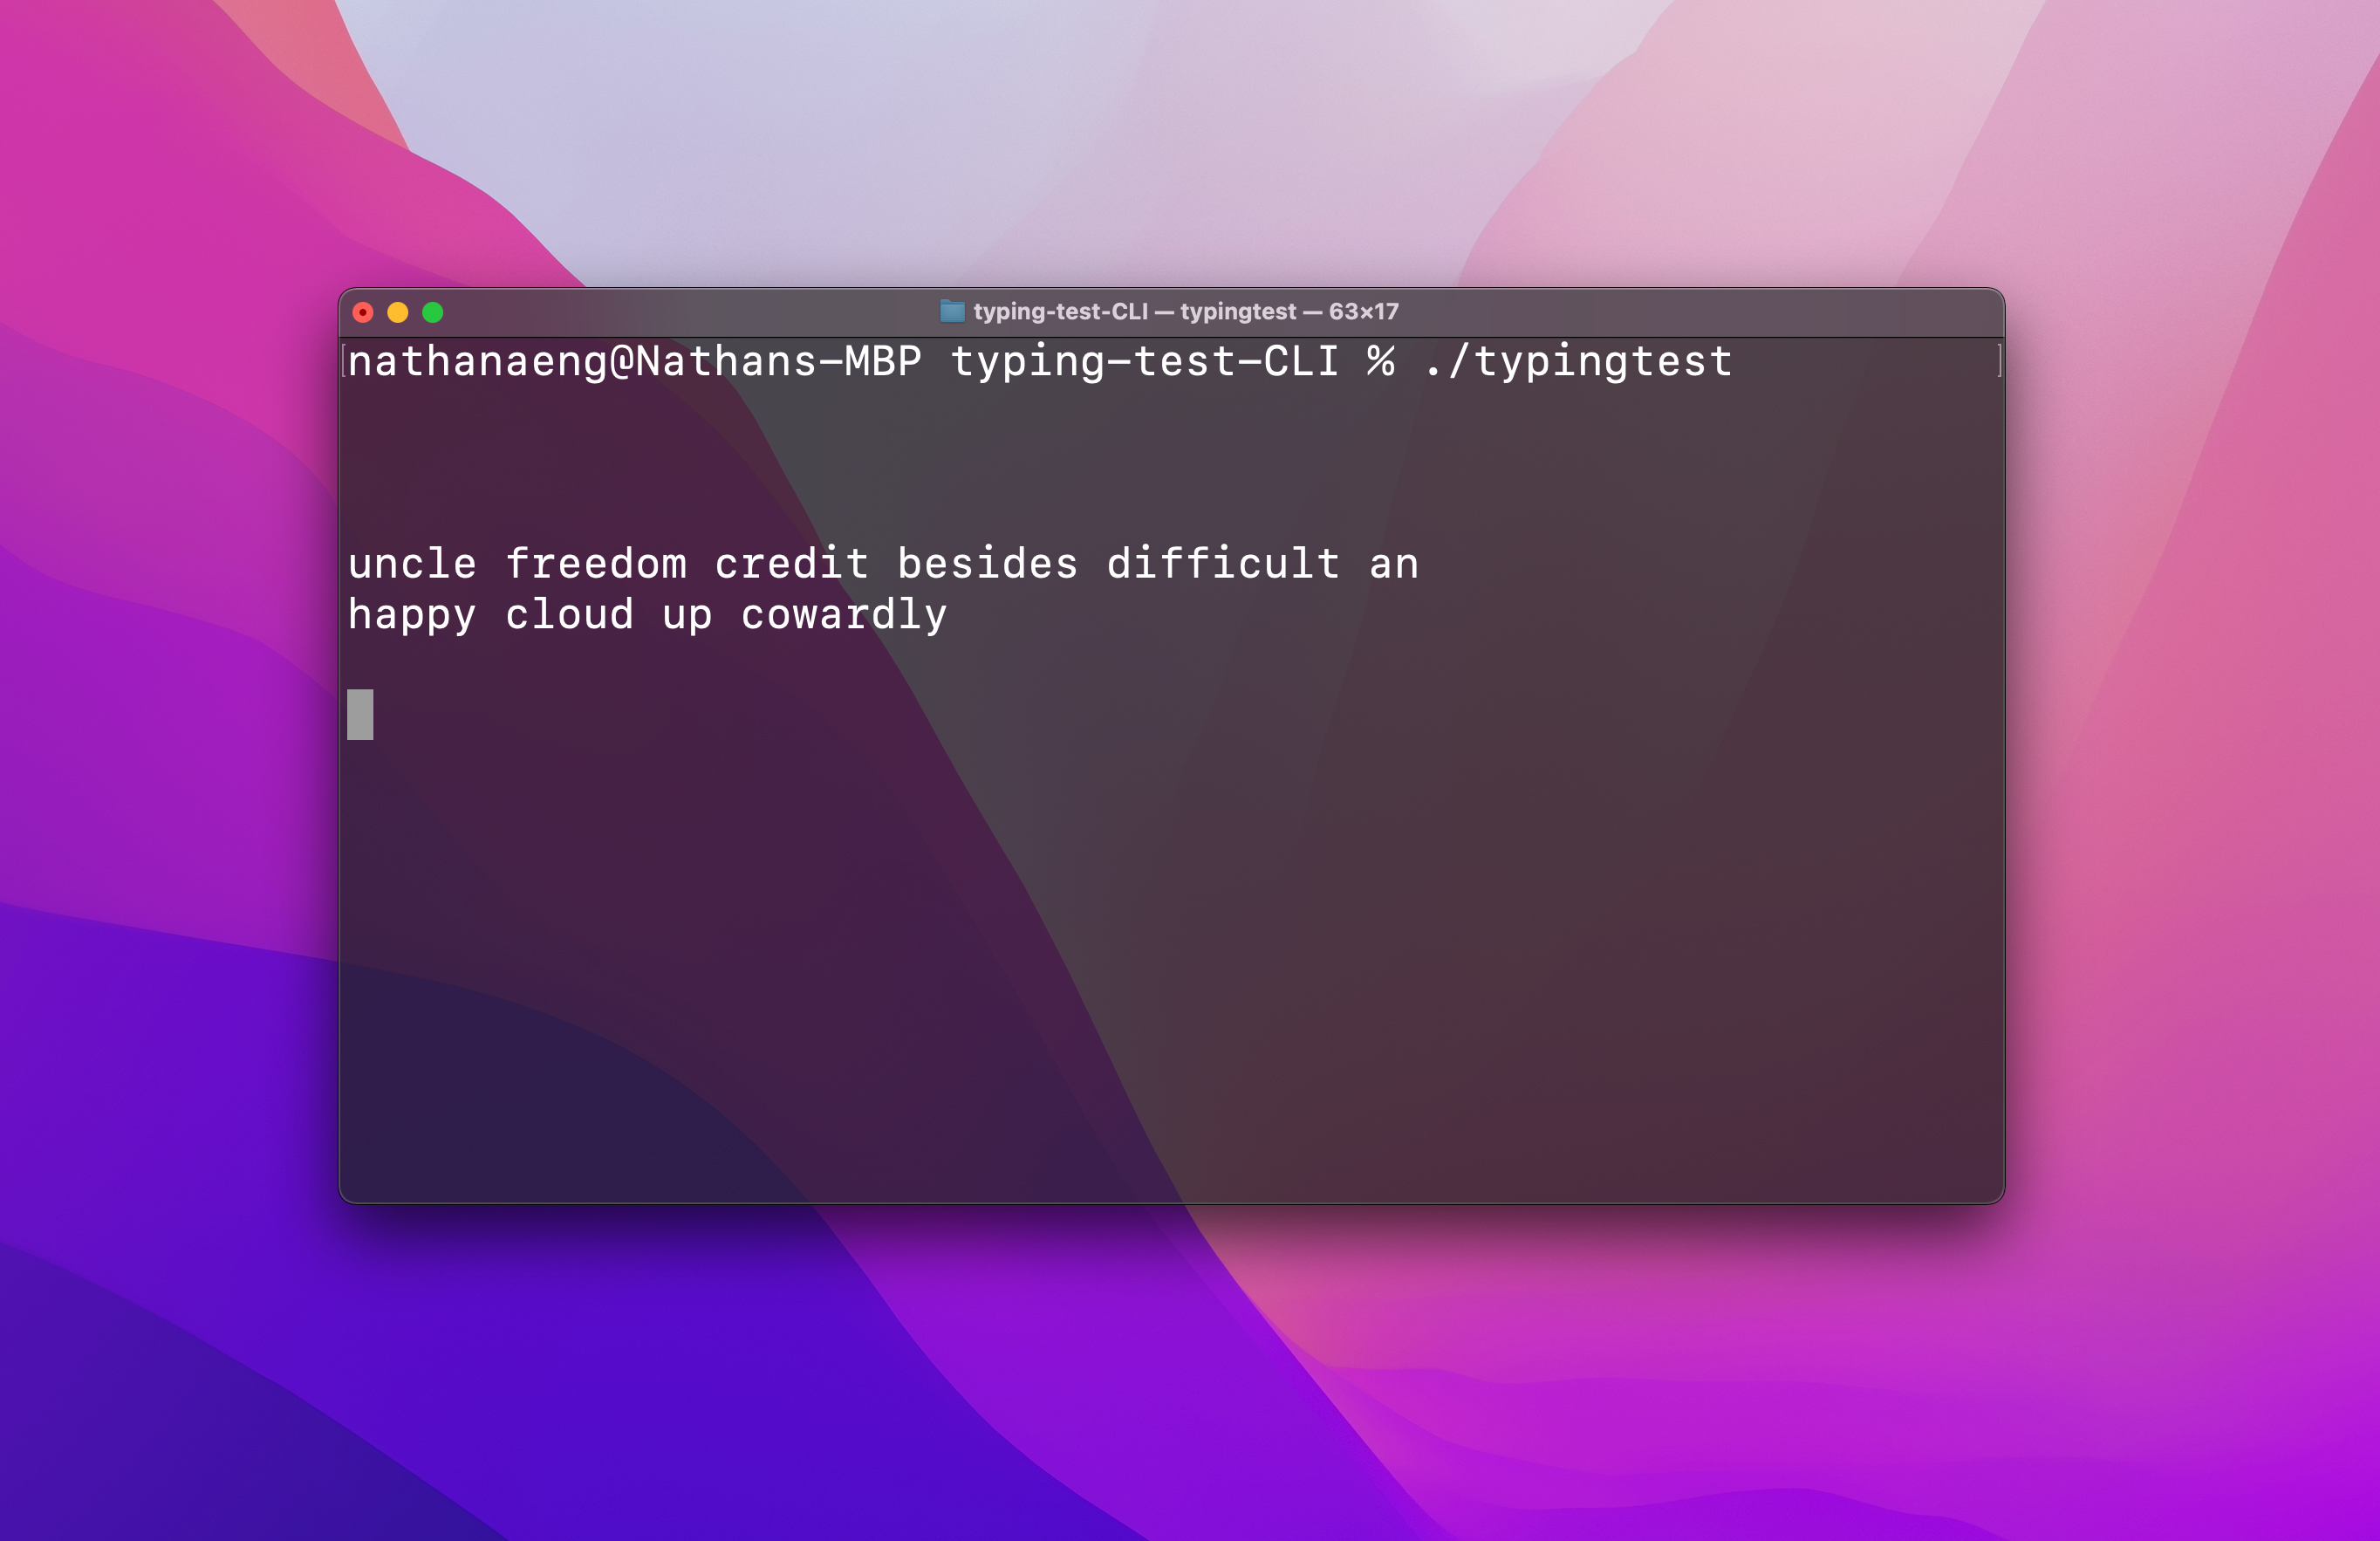 typing-test-CLI — typingtest — 63×17
[nathanaeng@Nathans-MBP typing-test-CLI % ./typingtest ]
uncle freedom credit besides difficult an
happy cloud up cowardly